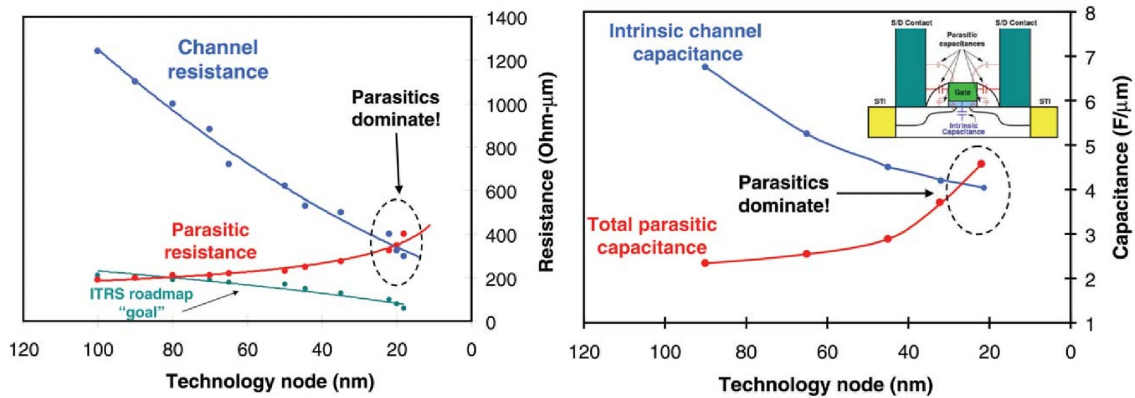 1400
1200
1000
800
600
400
200
0
Resistance (Ohm-μm)
Channel
resistance
Parasitics
dominate!
Parasitic
resistance
ITRS roadmap
“goal”
120 100 80 60 40 20 0
Technology node (nm)
8
7
6
5
4
3
2
1
Capacitance (F/μm)
Intrinsic channel
capacitance
S/D Contact
S/D Contact
Parasitic
capacitances
Gate
STI
STI
Intrinsic
Capacitance
Parasitics
dominate!
Total parasitic
capacitance
120 100 80 60 40 20 0
Technology node (nm)